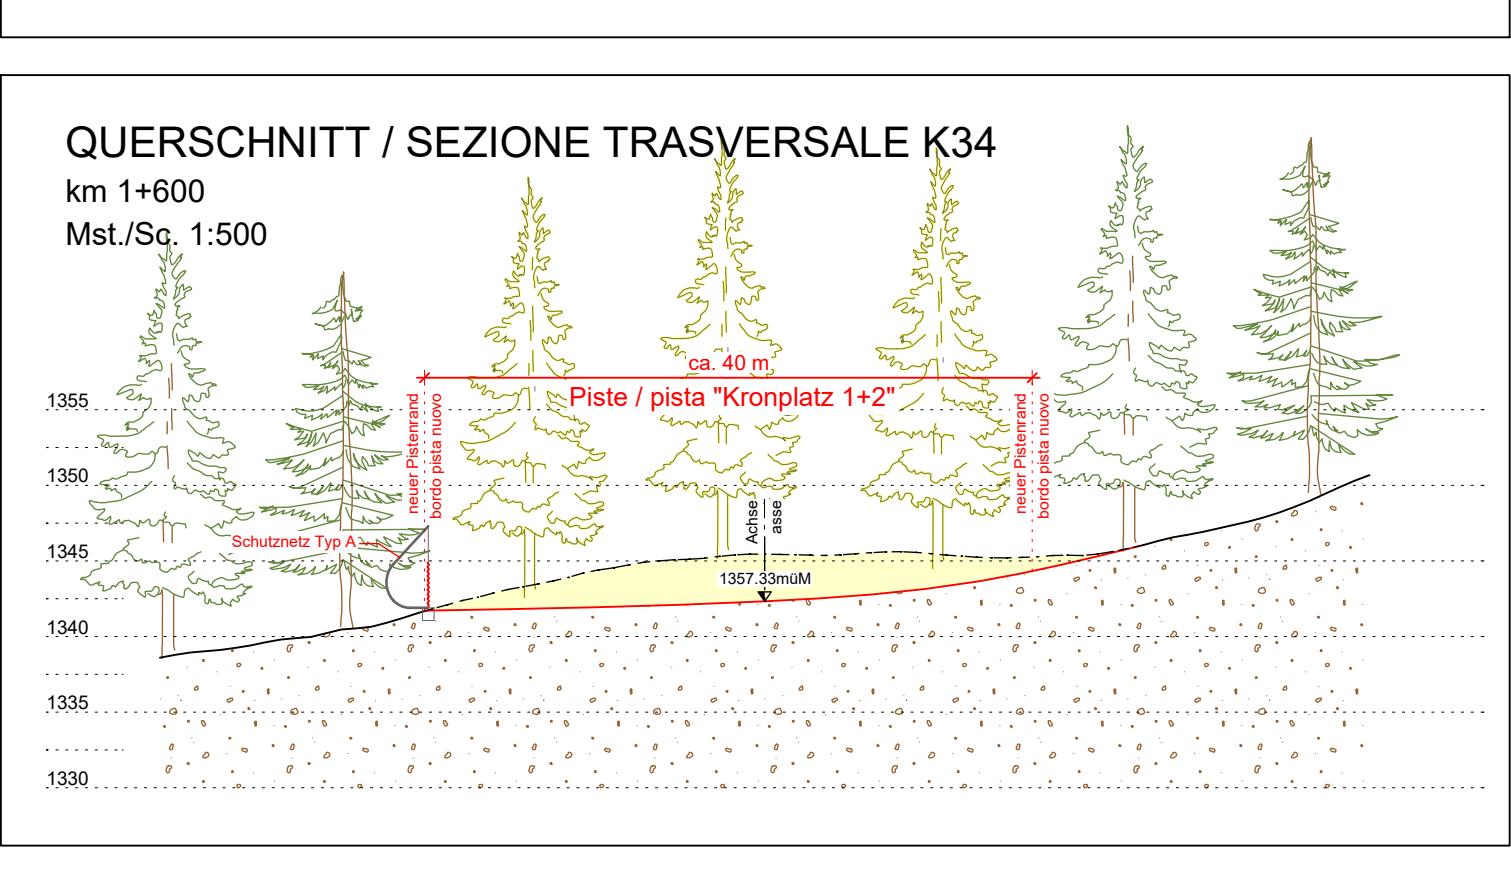 QUERSCHNITT / SEZIONE TRASVERSALE K34
km 1+600
Mst./Sc. 1:500
ca. 40 m
Piste / pista "Kronplatz 1+2"
neuer Pistenrand
bordo pista nuovo
neuer Pistenrand
bordo pista nuovo
1355
1350
Achse
asse
Schutznetz Typ A
1345
1357.33müM
1340
1335
1330